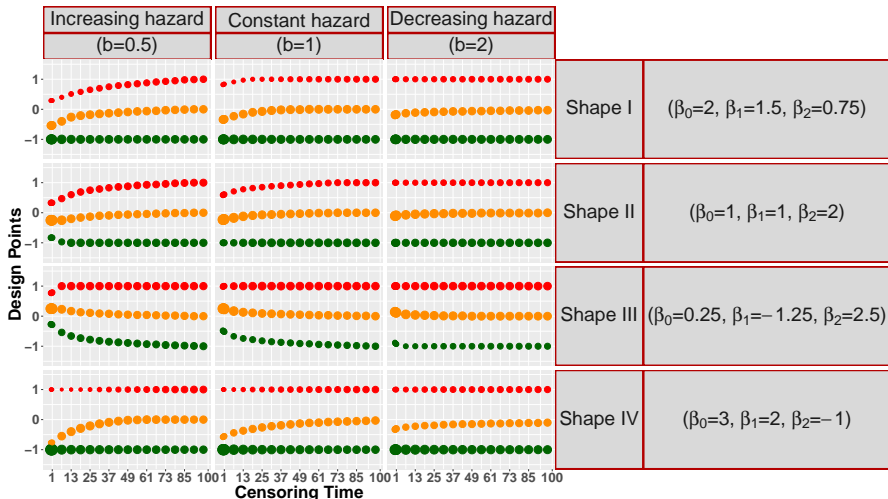 Increasing hazard Constant hazard Decreasing hazard
(b=0.5) (b=1) (b=2)
1
0
−1
Shape I (β0=2, β1=1.5, β2=0.75)
1
0
−1
Shape II (β0=1, β1=1, β2=2)
1
0
−1
Shape III (β0=0.25, β1=−1.25, β2=2.5)
1
0
−1
Shape IV (β0=3, β1=2, β2=−1)
Design Points
1 13 25 37 49 61 73 85 100 1 13 25 37 49 61 73 85 100 1 13 25 37 49 61 73 85 100
Censoring Time